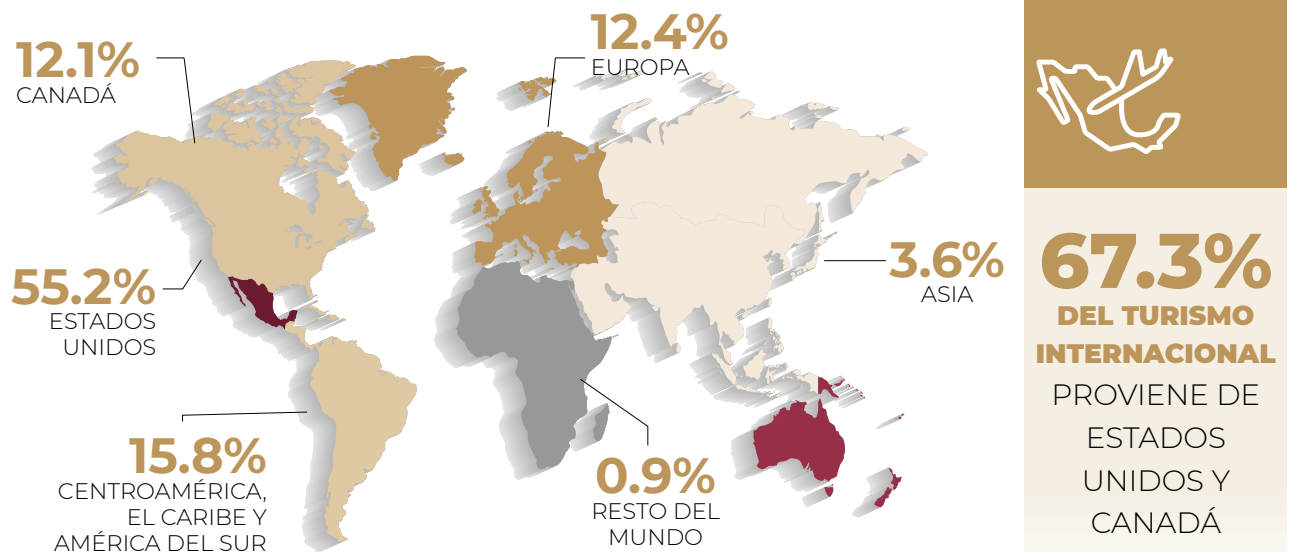 12.1%
CANADÁ
12.4%
EUROPA
55.2%
ESTADOS
UNIDOS
3.6%
ASIA
15.8%
CENTROAMÉRICA,
EL CARIBE Y
AMÉRICA DEL SUR
0.9%
RESTO DEL
MUNDO
67.3%
DEL TURISMO
INTERNACIONAL
PROVIENE DE
ESTADOS
UNIDOS Y
CANADÁ